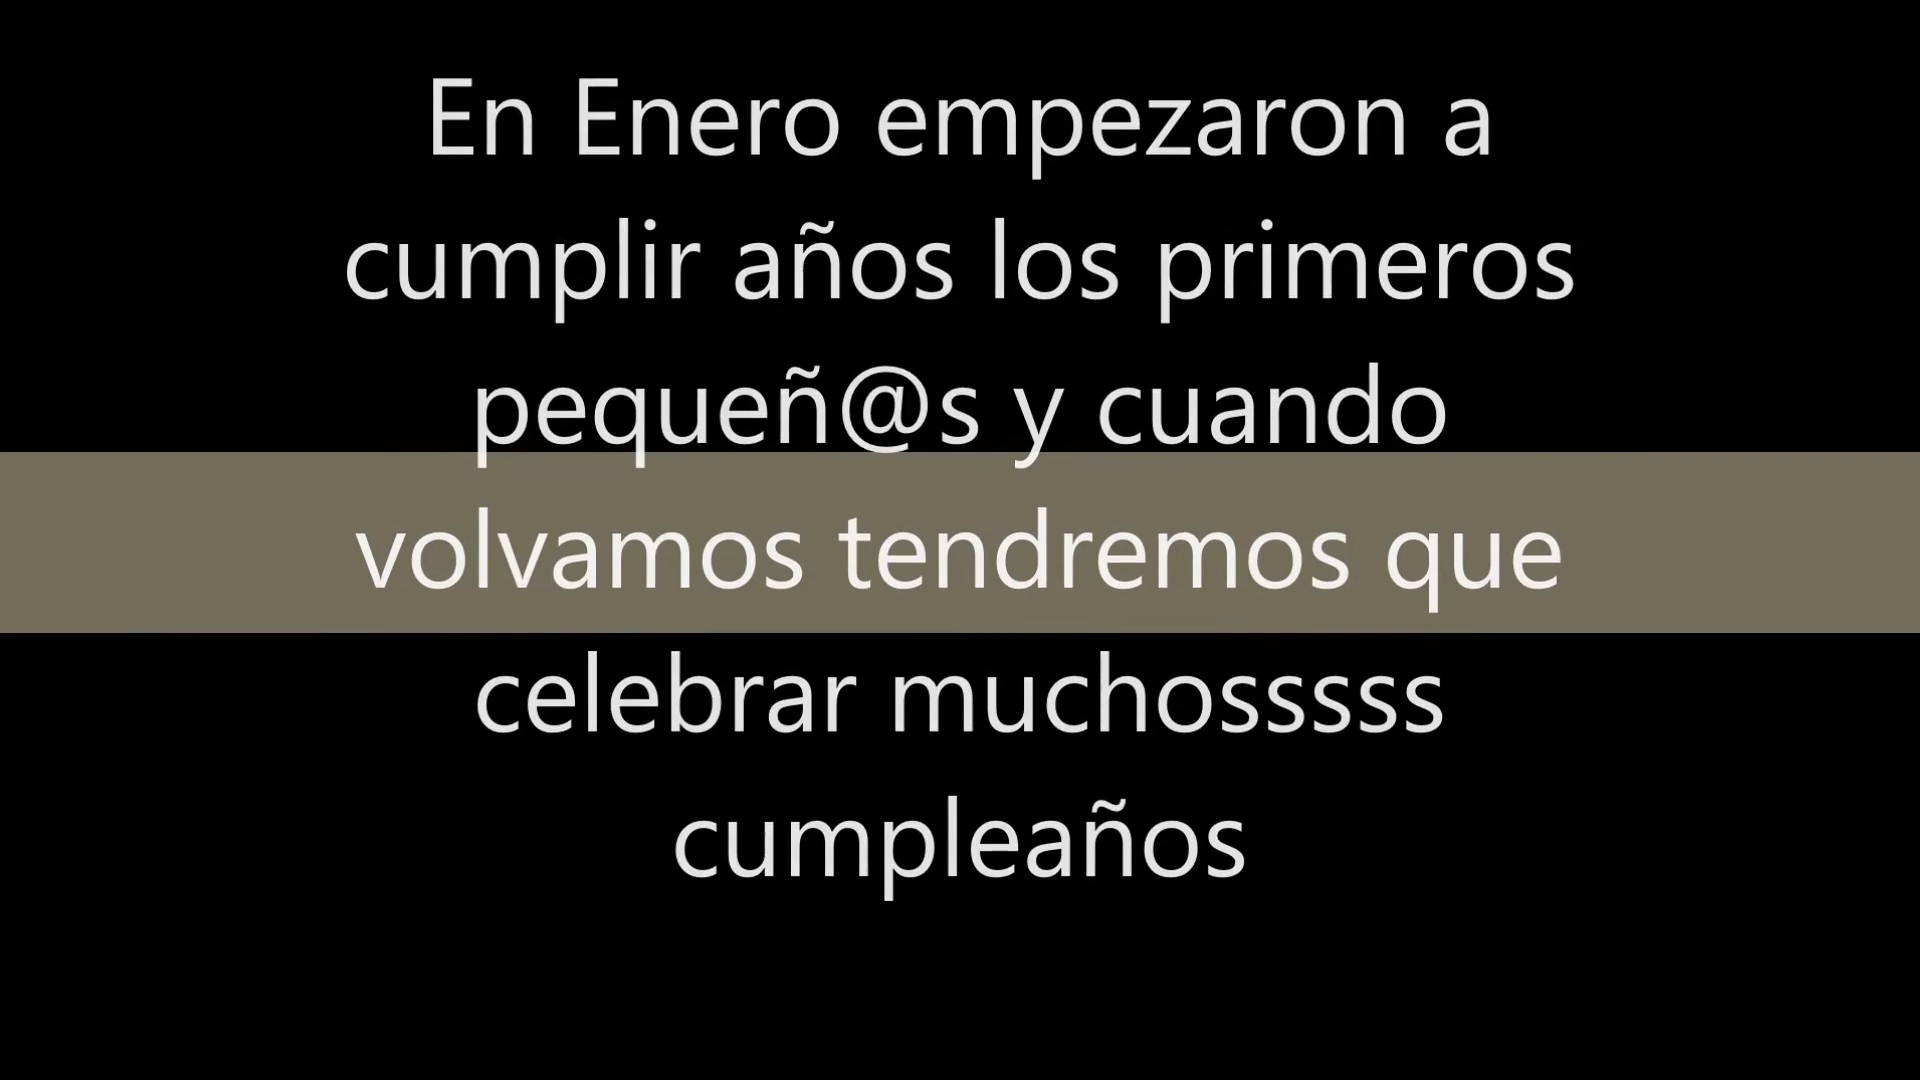 En Enero empezaron a
cumplir años los primeros
pequeñ@s y cuando
volvamos tendremos que
celebrar muchosssss
cumpleaños